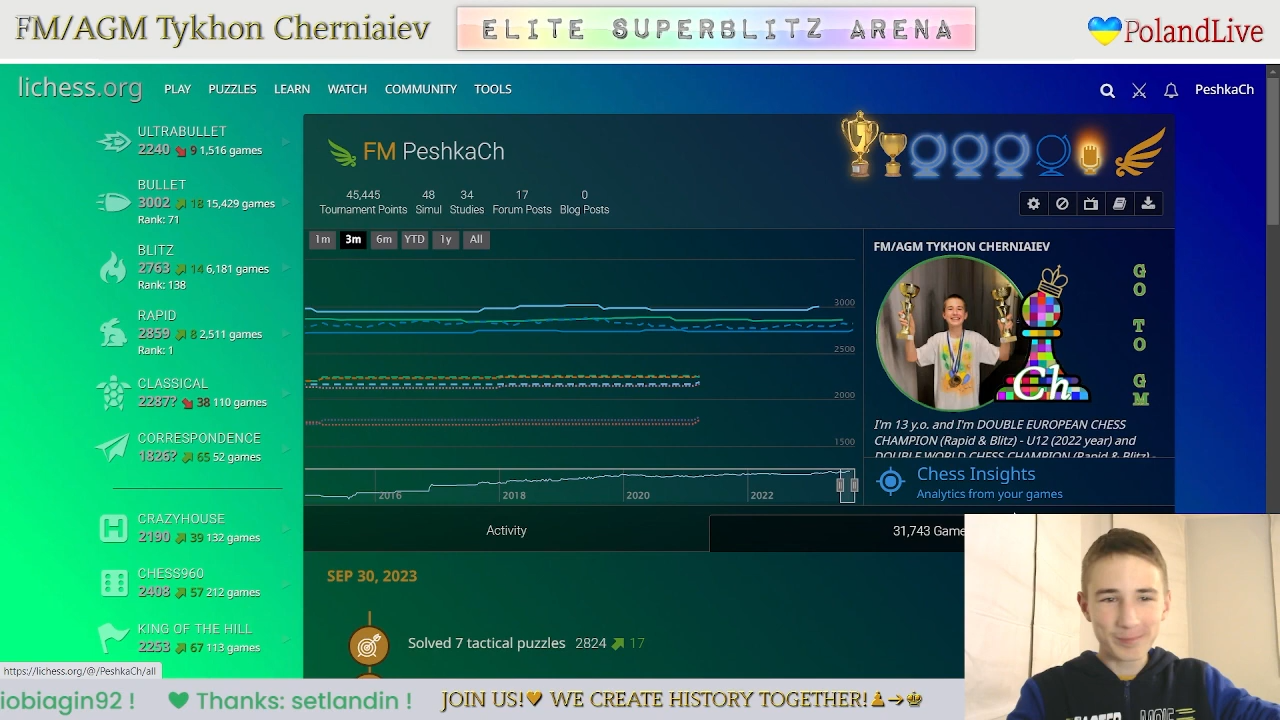 FM/AGM Tykhon Cherniaiev
ELITE SUPERBLITZ ARENA
PolandLive
lichess.org
PLAY PUZZLES LEARN WATCH COMMUNITY TOOLS
PeshkaCh
ULTRABULLET
2240 9 1,516 games
BULLET
3002 18 15,429 games
Rank: 71
BLITZ
2763 14 6,181 games
Rank: 138
RAPID
2859 8 2,511 games
Rank: 1
CLASSICAL
2287? 38 110 games
CORRESPONDENCE
1826? 65 52 games
CRAZYHOUSE
2190 39 132 games
CHESS960
2408 57 212 games
KING OF THE HILL
2253 67 113 games
https://lichess.org/@/PeshkaCh/all
FM PeshkaCh
45,445 48 34 17 0
Tournament Points Simul Studies Forum Posts Blog Posts
1m 3m 6m YTD 1y All
3000
2500
2000
1500
2016 2018 2020 2022
FM/AGM TYKHON CHERNIAIEV
Ch
GO TO GM
I'm 13 y.o. and I'm DOUBLE EUROPEAN CHESS
CHAMPION (Rapid & Blitz) - U12 (2022 year) and
DOUBLE WORLD CHESS CHAMPION (Rapid & Blitz) -
Chess Insights
Analytics from your games
Activity
31,743 Game
SEP 30, 2023
Solved 7 tactical puzzles 2824 17
iobiagin92 ! Thanks: setlandin ! JOIN US! WE CREATE HISTORY TOGETHER!